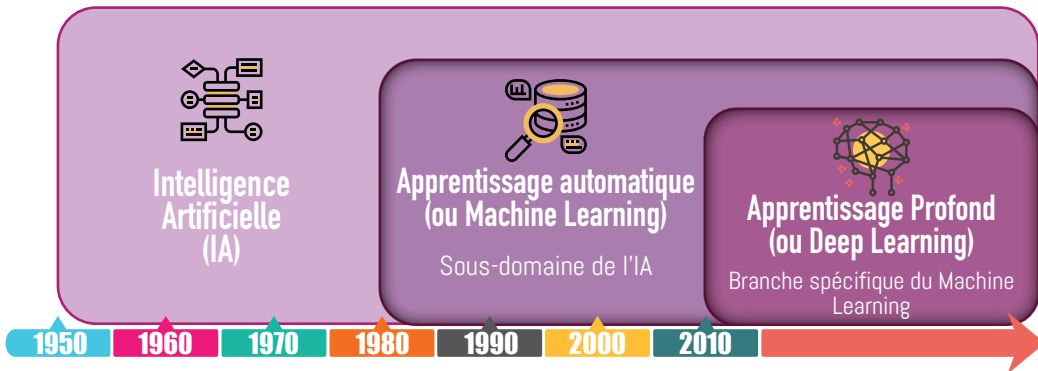 Intelligence
Artificielle
(IA)
Apprentissage automatique
(ou Machine Learning)
Sous-domaine de l'IA
Apprentissage Profond
(ou Deep Learning)
Branche spécifique du Machine
Learning
1950 1960 1970 1980 1990 2000 2010